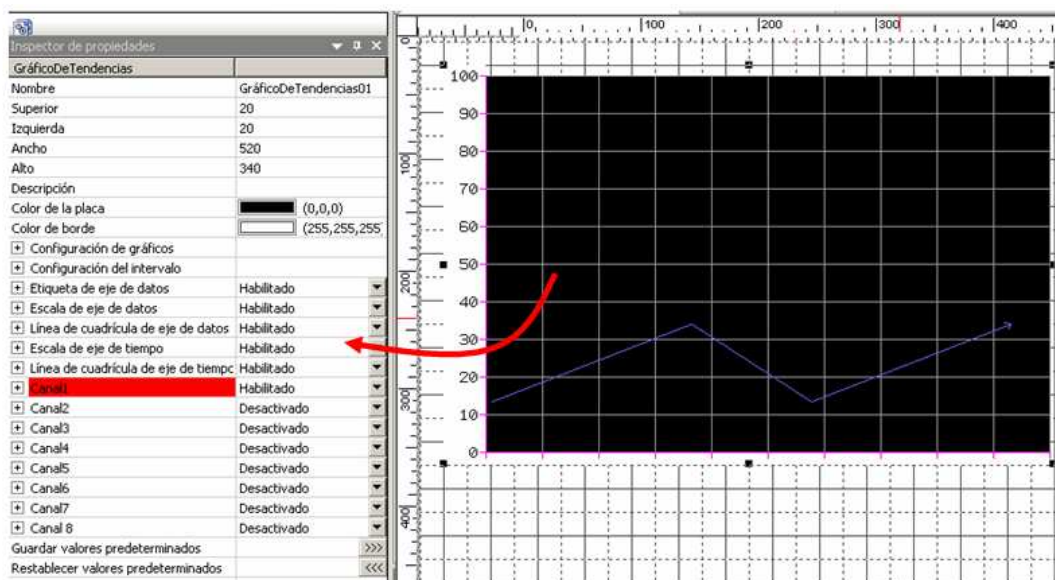 Inspector de propiedades
GráficoDeTendencias
Nombre GráficoDeTendencias01
Superior 20
Izquierda 20
Ancho 520
Alto 340
Descripción
Color de la placa (0,0,0)
Color de borde (255,255,255
Configuración de gráficos
Configuración del intervalo
Etiqueta de eje de datos Habilitado
Escala de eje de datos Habilitado
Línea de cuadrícula de eje de datos Habilitado
Escala de eje de tiempo Habilitado
Línea de cuadrícula de eje de tiempo Habilitado
Canal1 Habilitado
Canal2 Desactivado
Canal3 Desactivado
Canal4 Desactivado
Canal5 Desactivado
Canal6 Desactivado
Canal7 Desactivado
Canal 8 Desactivado
Guardar valores predeterminados >>>
Restablecer valores predeterminados <<<
0 100 200 300 400
0
100
200
300
400
100
90
80
70
60
50
40
30
20
10
0